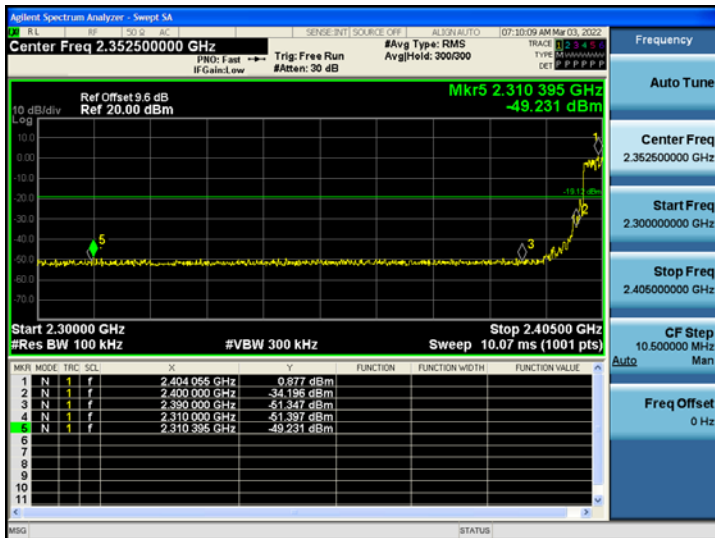 Agilent Spectrum Analyzer - Swept SA
RL RF 50 Ω AC SENSE:INT SOURCE OFF ALIGN AUTO 07:10:09 AM Mar 03, 2022
Center Freq 2.352500000 GHz
PNO: Fast
IFGain:Low
Trig: Free Run
#Atten: 30 dB
#Avg Type: RMS
Avg|Hold: 300/300
TRACE 1 2 3 4 5 6
TYPE M
DET P P P P P P
Ref Offset 9.6 dB
Ref 20.00 dBm
Mkr5 2.310 395 GHz
-49.231 dBm
10 dB/div
Log
10.0
0.00
-10.0
-20.0
-30.0
-40.0
-50.0
-60.0
-70.0
-19.12 dBm
1
2
3
5
Start 2.30000 GHz Stop 2.40500 GHz
#Res BW 100 kHz #VBW 300 kHz Sweep 10.07 ms (1001 pts)
MKR MODE TRC SCL X Y FUNCTION FUNCTION WIDTH FUNCTION VALUE
1 N 1 f 2.404 055 GHz 0.877 dBm
2 N 1 f 2.400 000 GHz -34.196 dBm
3 N 1 f 2.390 000 GHz -51.347 dBm
4 N 1 f 2.310 000 GHz -51.397 dBm
5 N 1 f 2.310 395 GHz -49.231 dBm
6
7
8
9
10
11
MSG STATUS
Frequency
Auto Tune
Center Freq
2.352500000 GHz
Start Freq
2.300000000 GHz
Stop Freq
2.405000000 GHz
CF Step
10.500000 MHz
Auto Man
Freq Offset
0 Hz